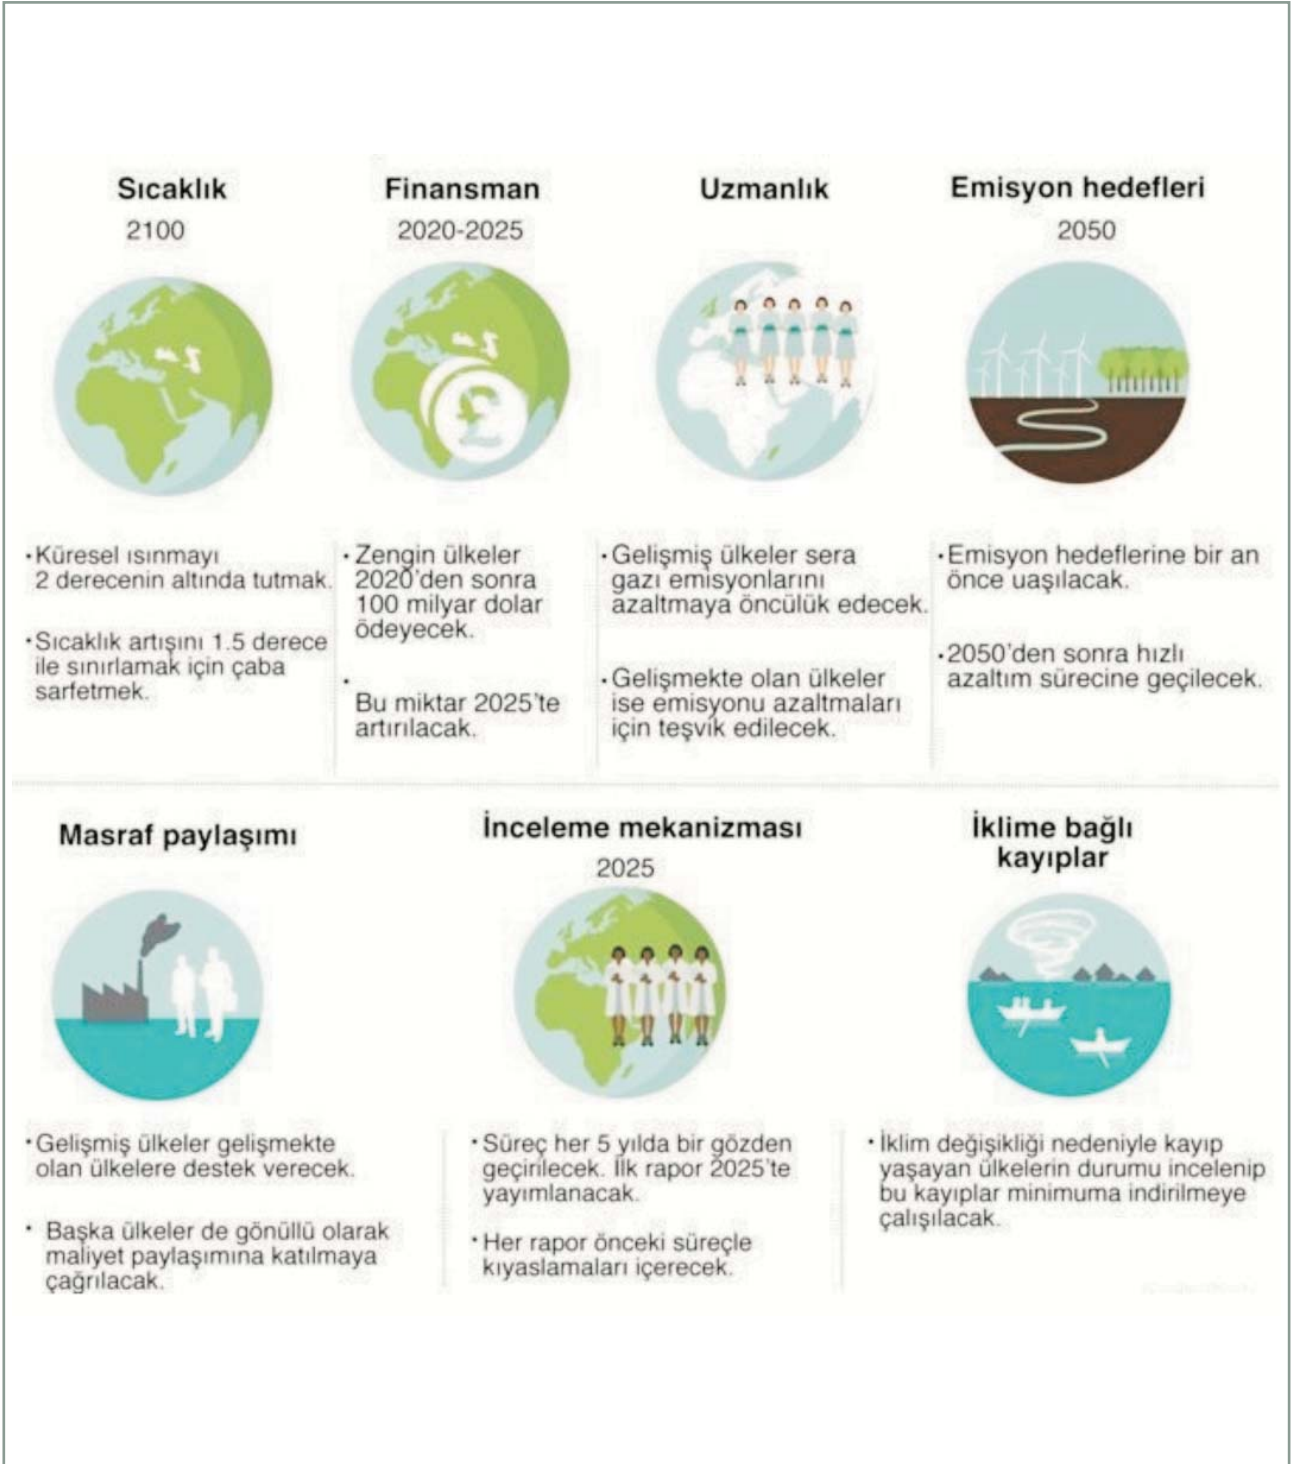 Sıcaklık
2100
Küresel ısınmayı
2 derecenin altında tutmak.
Sıcaklık artışını 1.5 derece
ile sınırlamak için çaba
sarfetmek.
Finansman
2020-2025
£
Zengin ülkeler
2020'den sonra
100 milyar dolar
ödeyecek.
Bu miktar 2025'te
artırılacak.
Uzmanlık
Gelişmiş ülkeler sera
gazı emisyonlarını
azaltmaya öncülük edecek.
Gelişmekte olan ülkeler
ise emisyonu azaltmaları
için teşvik edilecek.
Emisyon hedefleri
2050
Emisyon hedeflerine bir an
önce uaşılacak.
2050'den sonra hızlı
azaltım sürecine geçilecek.
Masraf paylaşımı
Gelişmiş ülkeler gelişmekte
olan ülkelere destek verecek.
Başka ülkeler de gönüllü olarak
maliyet paylaşımına katılmaya
çağrılacak.
İnceleme mekanizması
2025
Süreç her 5 yılda bir gözden
geçirilecek. İlk rapor 2025'te
yayımlanacak.
Her rapor önceki süreçle
kıyaslamaları içerecek.
İklime bağlı
kayıplar
İklim değişikliği nedeniyle kayıp
yaşayan ülkelerin durumu incelenip
bu kayıplar minimuma indirilmeye
çalışılacak.